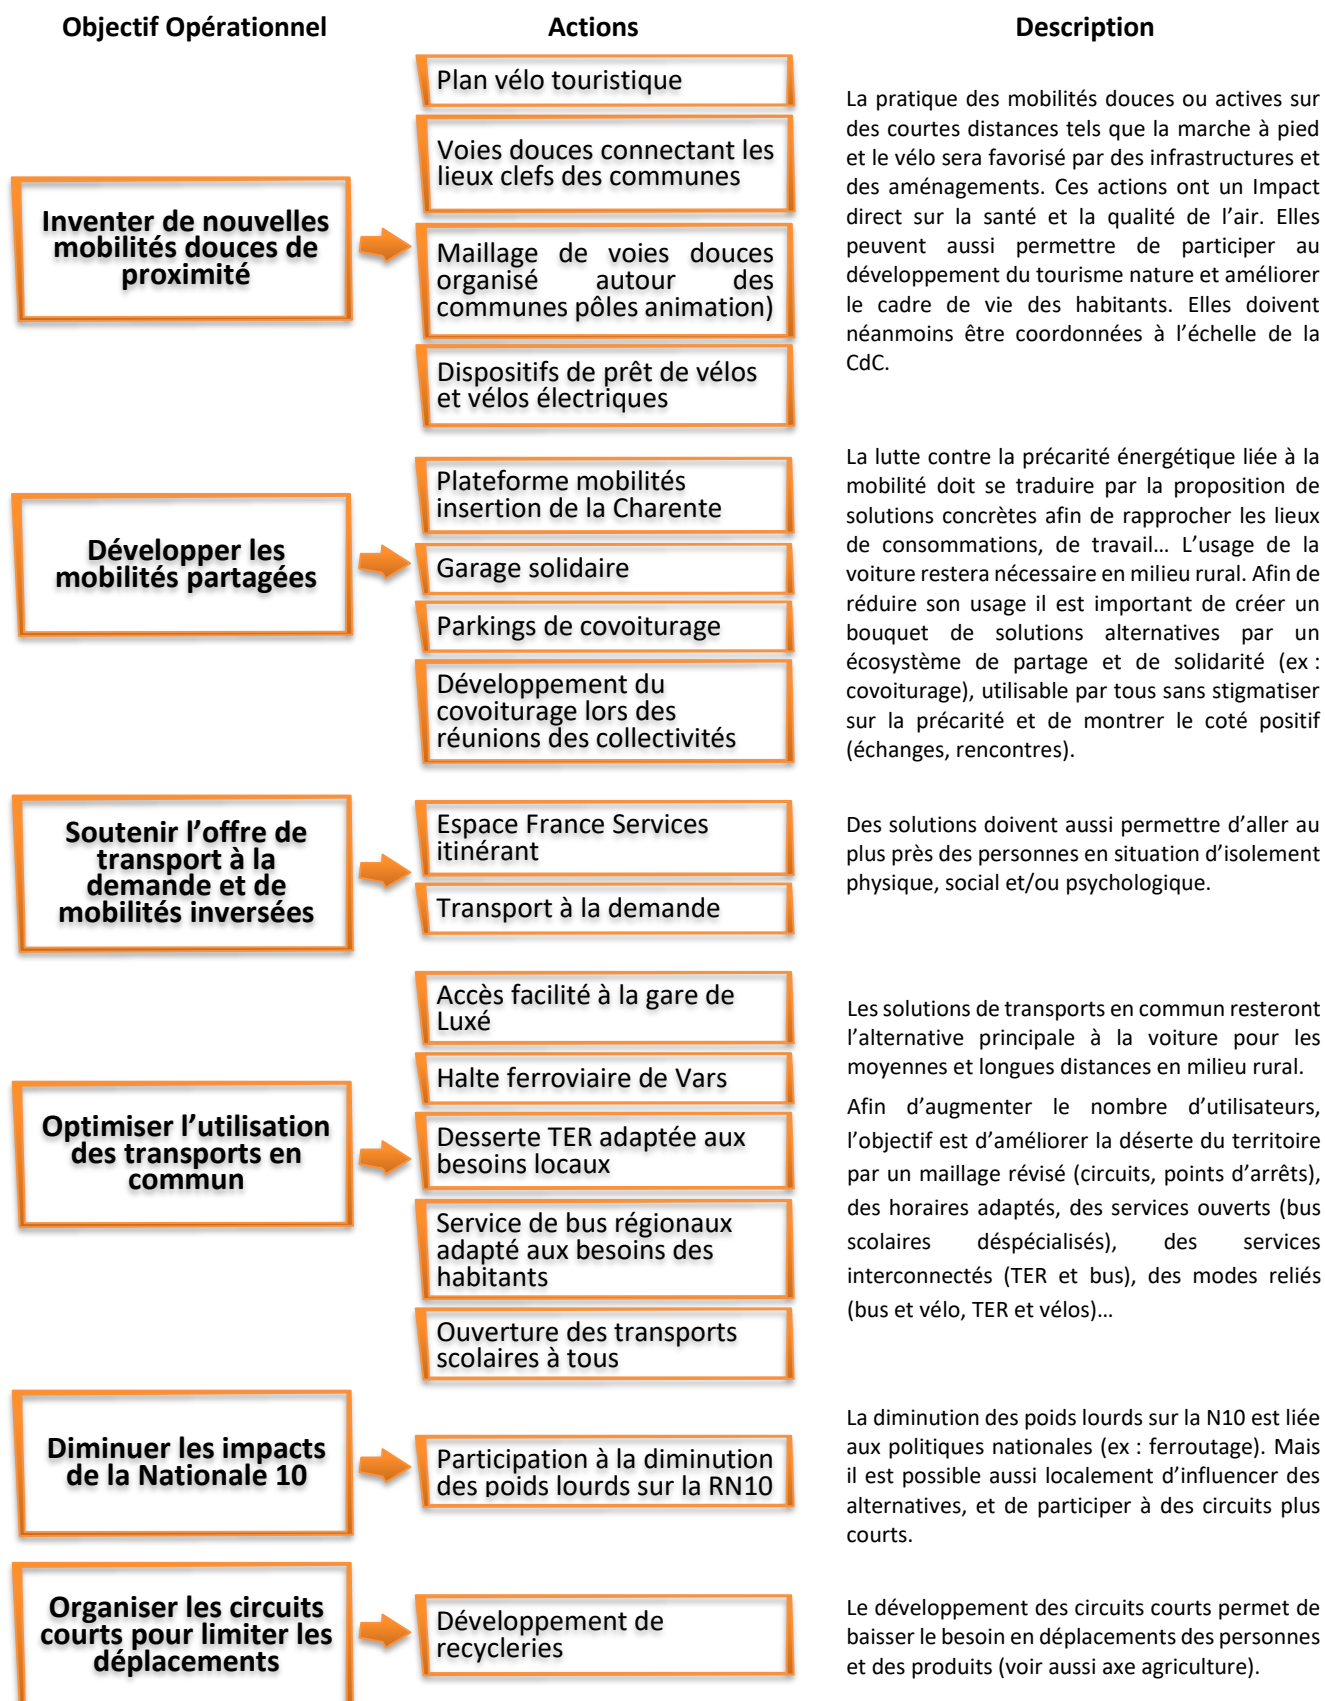 Objectif Opérationnel
Actions
Description
Inventer de nouvelles
mobilités douces de
proximité
Plan vélo touristique
Voies douces connectant les
lieux clefs des communes
Maillage de voies douces
organisé autour des
communes pôles animation)
Dispositifs de prêt de vélos
et vélos électriques
La pratique des mobilités douces ou actives sur
des courtes distances tels que la marche à pied
et le vélo sera favorisé par des infrastructures et
des aménagements. Ces actions ont un Impact
direct sur la santé et la qualité de l’air. Elles
peuvent aussi permettre de participer au
développement du tourisme nature et améliorer
le cadre de vie des habitants. Elles doivent
néanmoins être coordonnées à l’échelle de la
CdC.
Développer les
mobilités partagées
Plateforme mobilités
insertion de la Charente
Garage solidaire
Parkings de covoiturage
Développement du
covoiturage lors des
réunions des collectivités
La lutte contre la précarité énergétique liée à la
mobilité doit se traduire par la proposition de
solutions concrètes afin de rapprocher les lieux
de consommations, de travail… L’usage de la
voiture restera nécessaire en milieu rural. Afin de
réduire son usage il est important de créer un
bouquet de solutions alternatives par un
écosystème de partage et de solidarité (ex :
covoiturage), utilisable par tous sans stigmatiser
sur la précarité et de montrer le coté positif
(échanges, rencontres).
Soutenir l’offre de
transport à la
demande et de
mobilités inversées
Espace France Services
itinérant
Transport à la demande
Des solutions doivent aussi permettre d’aller au
plus près des personnes en situation d’isolement
physique, social et/ou psychologique.
Optimiser l’utilisation
des transports en
commun
Accès facilité à la gare de
Luxé
Halte ferroviaire de Vars
Desserte TER adaptée aux
besoins locaux
Service de bus régionaux
adapté aux besoins des
habitants
Ouverture des transports
scolaires à tous
Les solutions de transports en commun resteront
l’alternative principale à la voiture pour les
moyennes et longues distances en milieu rural.
Afin d’augmenter le nombre d’utilisateurs,
l’objectif est d’améliorer la déserte du territoire
par un maillage révisé (circuits, points d’arrêts),
des horaires adaptés, des services ouverts (bus
scolaires déspécialisés), des services
interconnectés (TER et bus), des modes reliés
(bus et vélo, TER et vélos)…
Diminuer les impacts
de la Nationale 10
Participation à la diminution
des poids lourds sur la RN10
La diminution des poids lourds sur la N10 est liée
aux politiques nationales (ex : ferroutage). Mais
il est possible aussi localement d’influencer des
alternatives, et de participer à des circuits plus
courts.
Organiser les circuits
courts pour limiter les
déplacements
Développement de
recycleries
Le développement des circuits courts permet de
baisser le besoin en déplacements des personnes
et des produits (voir aussi axe agriculture).